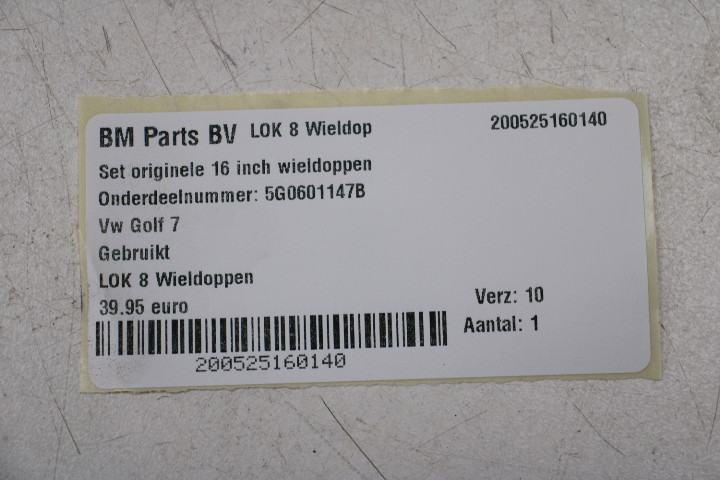 BM Parts BV LOK 8 Wieldop 200525160140
Set originele 16 inch wieldoppen
Onderdeelnummer: 5G0601147B
Vw Golf 7
Gebruikt
LOK 8 Wieldoppen
39.95 euro
Verz: 10
Aantal: 1
200525160140